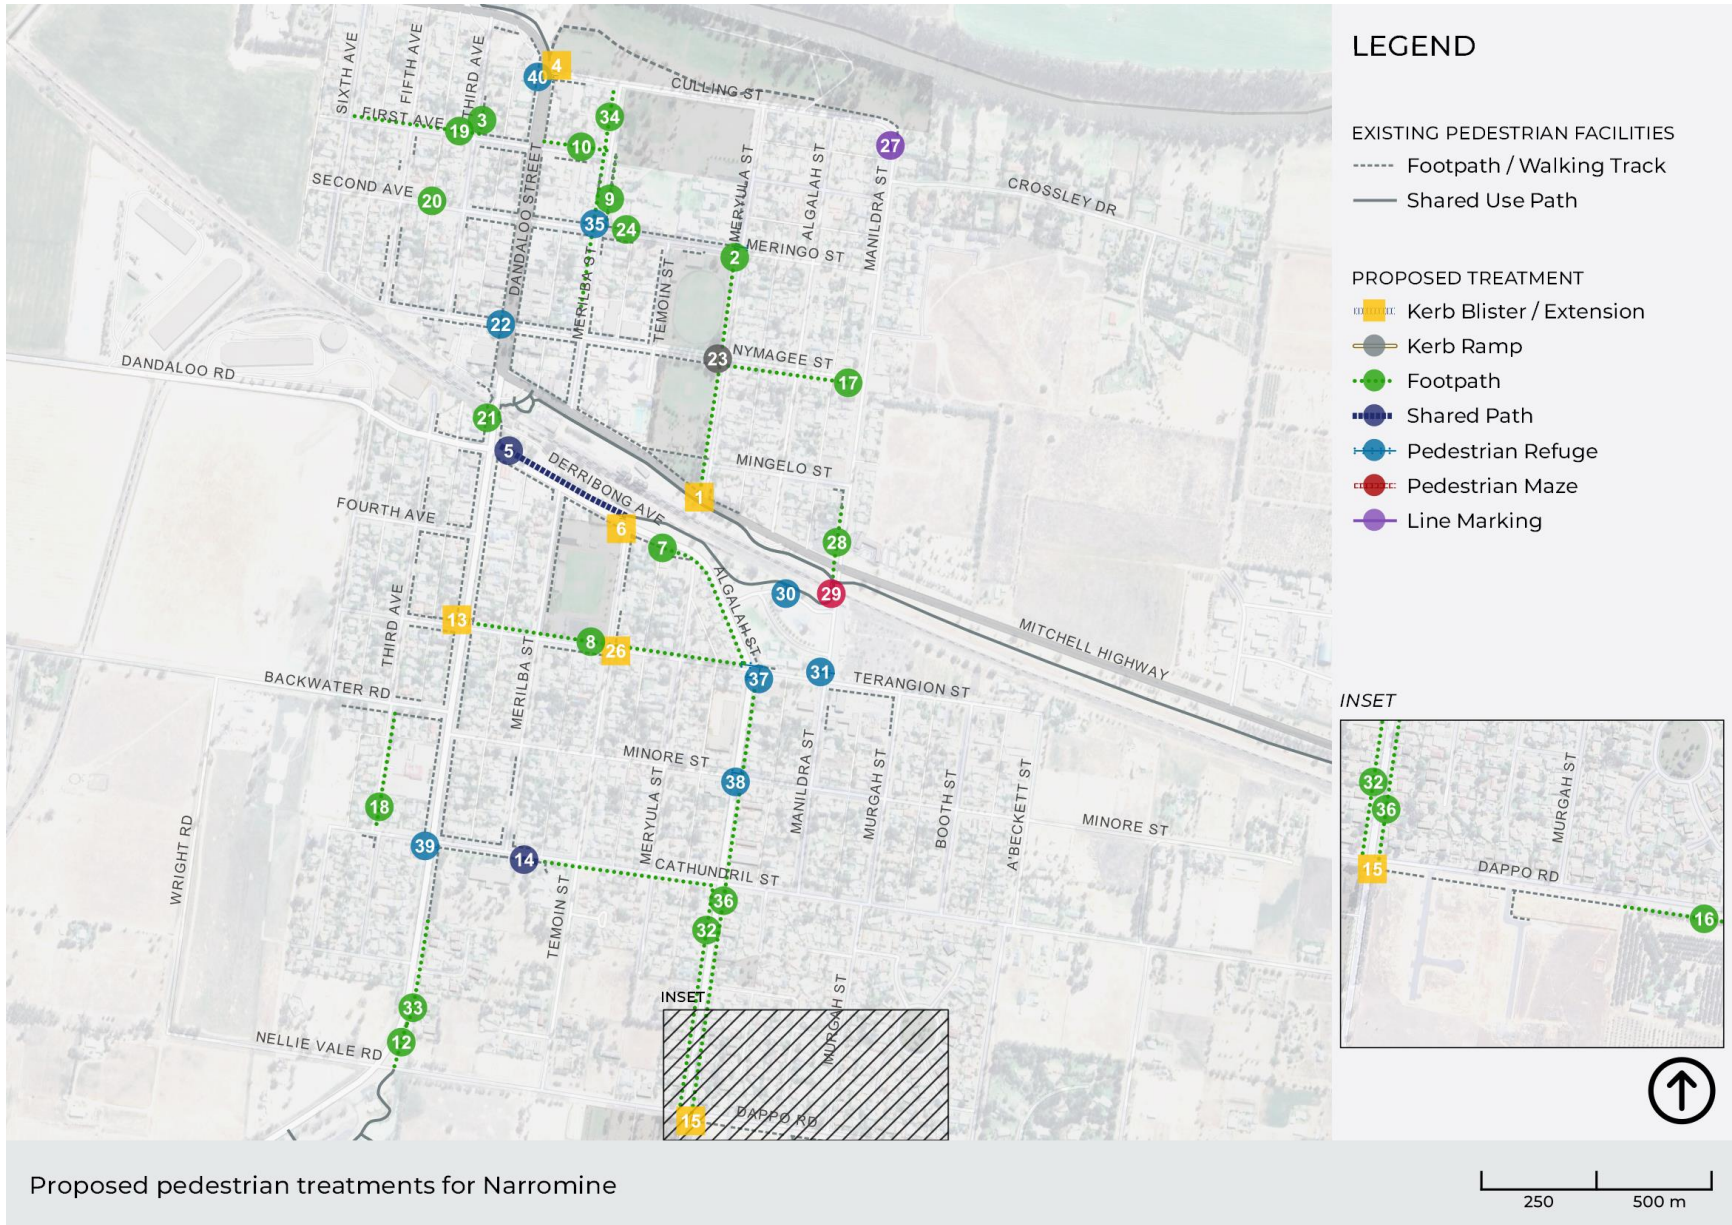 SIXTH AVE
FIFTH AVE
THIRD AVE
FIRST AVE
19
3
40
4
CULLING ST
34
10
27
SECOND AVE
20
DANDALOO STREET
9
35
24
MERYULA ST
ALGALAH ST
MANILDRA ST
CROSSLEY DR
2
MERINGO ST
MERILBA ST
TEMOIN ST
22
23
NYMAGEE ST
17
DANDALOO RD
21
5
DERRIBONG AVE
MINGELO ST
1
FOURTH AVE
6
7
28
ALGALAH ST
30
29
THIRD AVE
13
8
26
MITCHELL HIGHWAY
MERILBA ST
37
31
TERANGION ST
BACKWATER RD
MINORE ST
38
MANILDRA ST
MURGAH ST
BOOTH ST
A'BECKETT ST
MINORE ST
18
WRIGHT RD
39
14
MERYULA ST
CATHUNDRIL ST
TEMOIN ST
36
32
33
12
NELLIE VALE RD
INSET
MURGAH ST
15
DAPPO RD
LEGEND
EXISTING PEDESTRIAN FACILITIES
Footpath / Walking Track
Shared Use Path
PROPOSED TREATMENT
Kerb Blister / Extension
Kerb Ramp
Footpath
Shared Path
Pedestrian Refuge
Pedestrian Maze
Line Marking
INSET
32
36
MURGAH ST
15
DAPPO RD
16
Proposed pedestrian treatments for Narromine
250 500 m